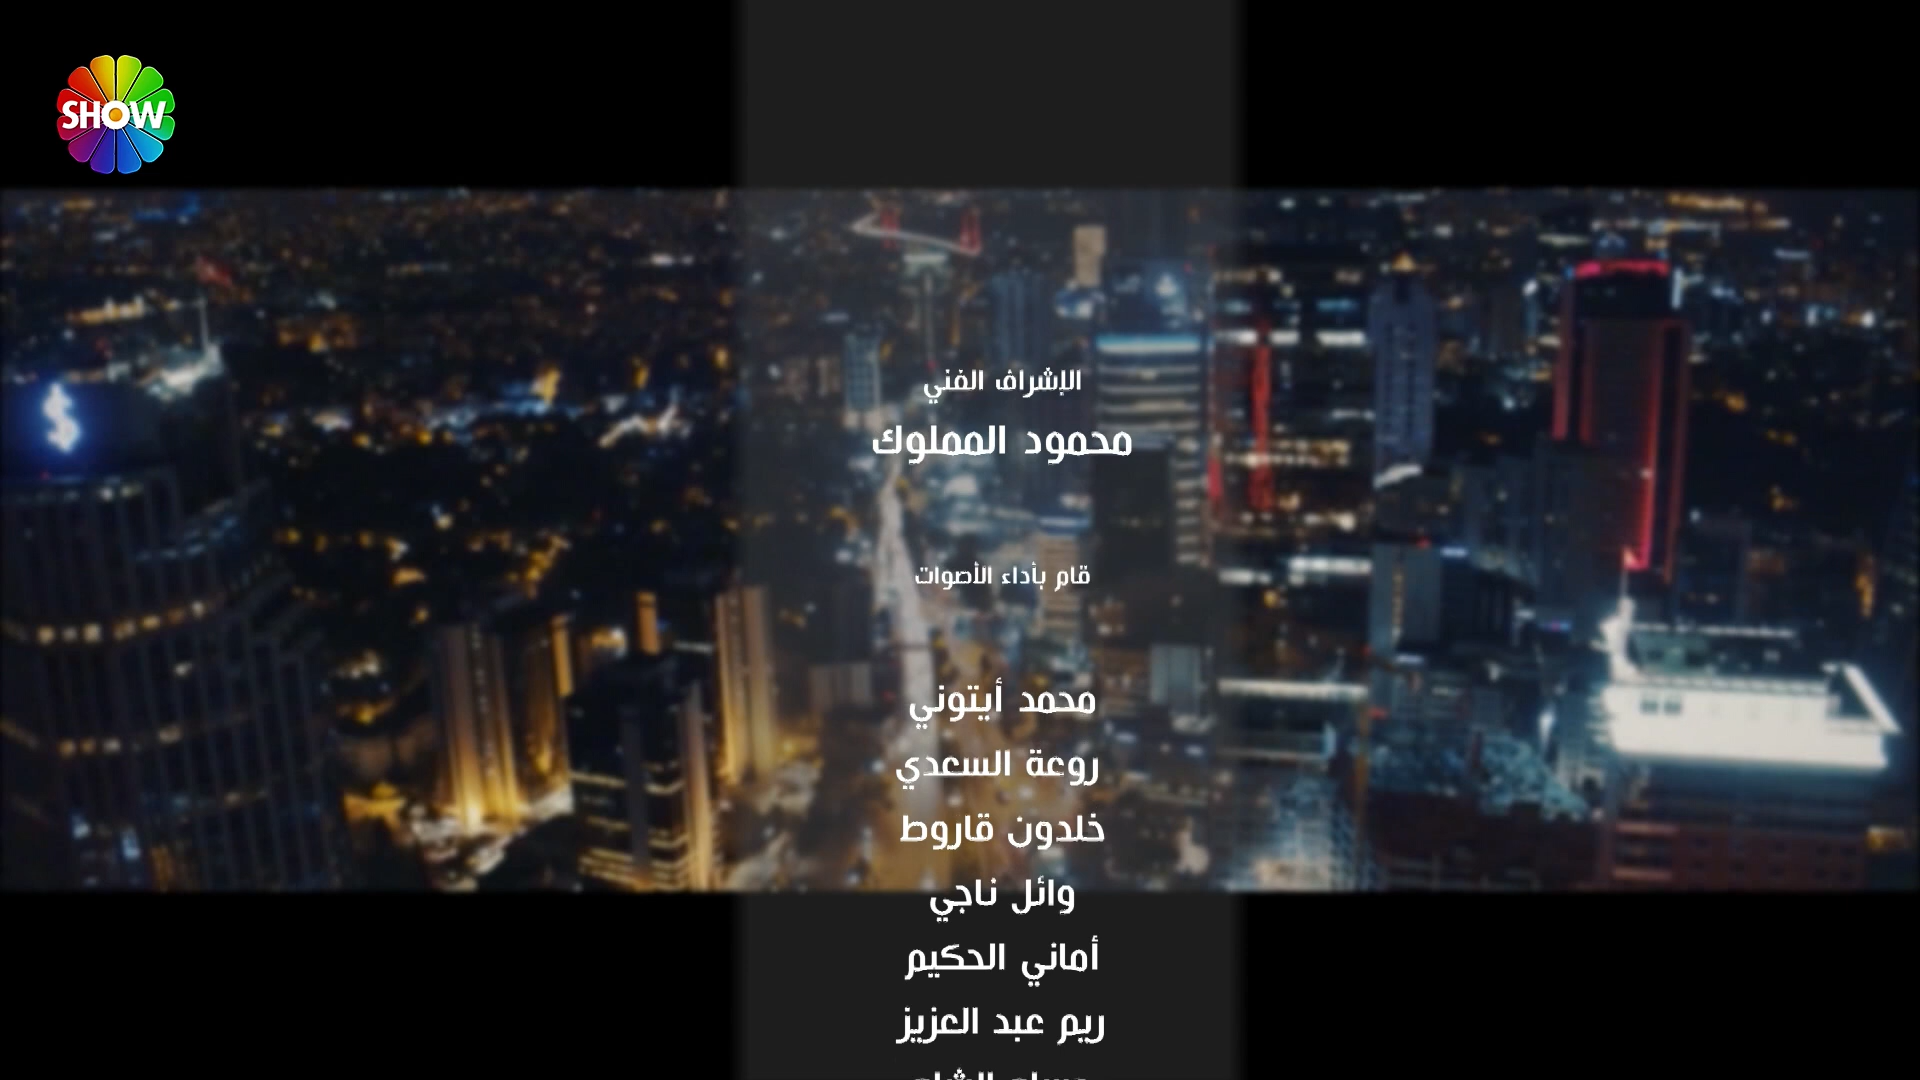 SHOW
الإشراف الفني
محمود المملوك
قام بأداء الأصوات
محمد أيتوني
روعة السعدي
خلدون قاروط
وائل ناجي
أماني الحكيم
ريم عبد العزيز